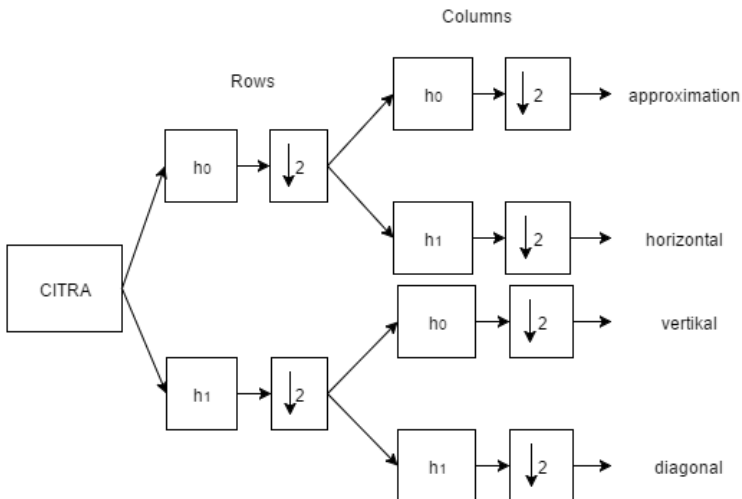 Columns
Rows
h0
↓2
approximation
h0
↓2
h1
↓2
horizontal
CITRA
h0
↓2
vertikal
h1
↓2
h1
↓2
diagonal